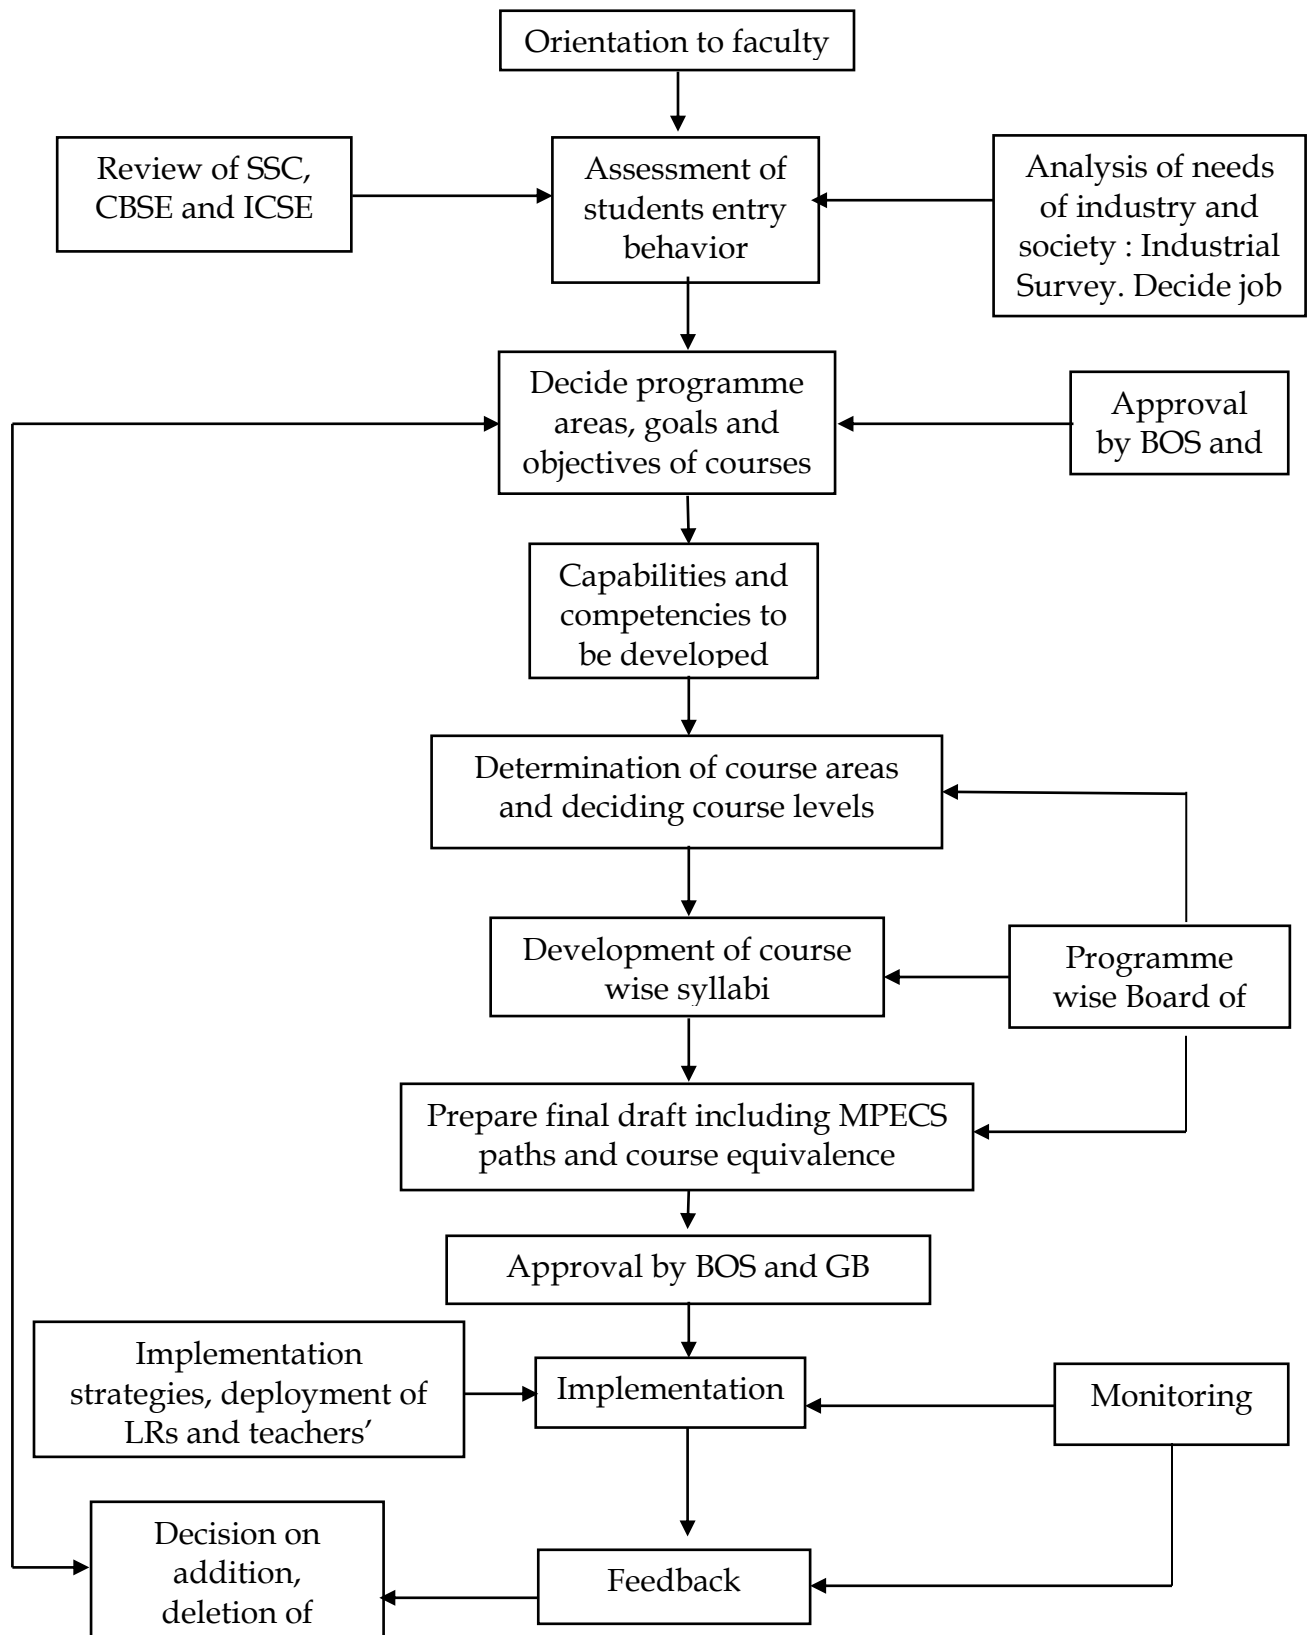 Orientation to faculty
Review of SSC,
CBSE and ICSE
Assessment of
students entry
behavior
Analysis of needs
of industry and
society : Industrial
Survey. Decide job
Decide programme
areas, goals and
objectives of courses
Approval
by BOS and
Capabilities and
competencies to
be developed
Determination of course areas
and deciding course levels
Development of course
wise syllabi
Programme
wise Board of
Prepare final draft including MPECS
paths and course equivalence
Approval by BOS and GB
Implementation
strategies, deployment of
LRs and teachers’
Implementation
Monitoring
Decision on
addition,
deletion of
Feedback